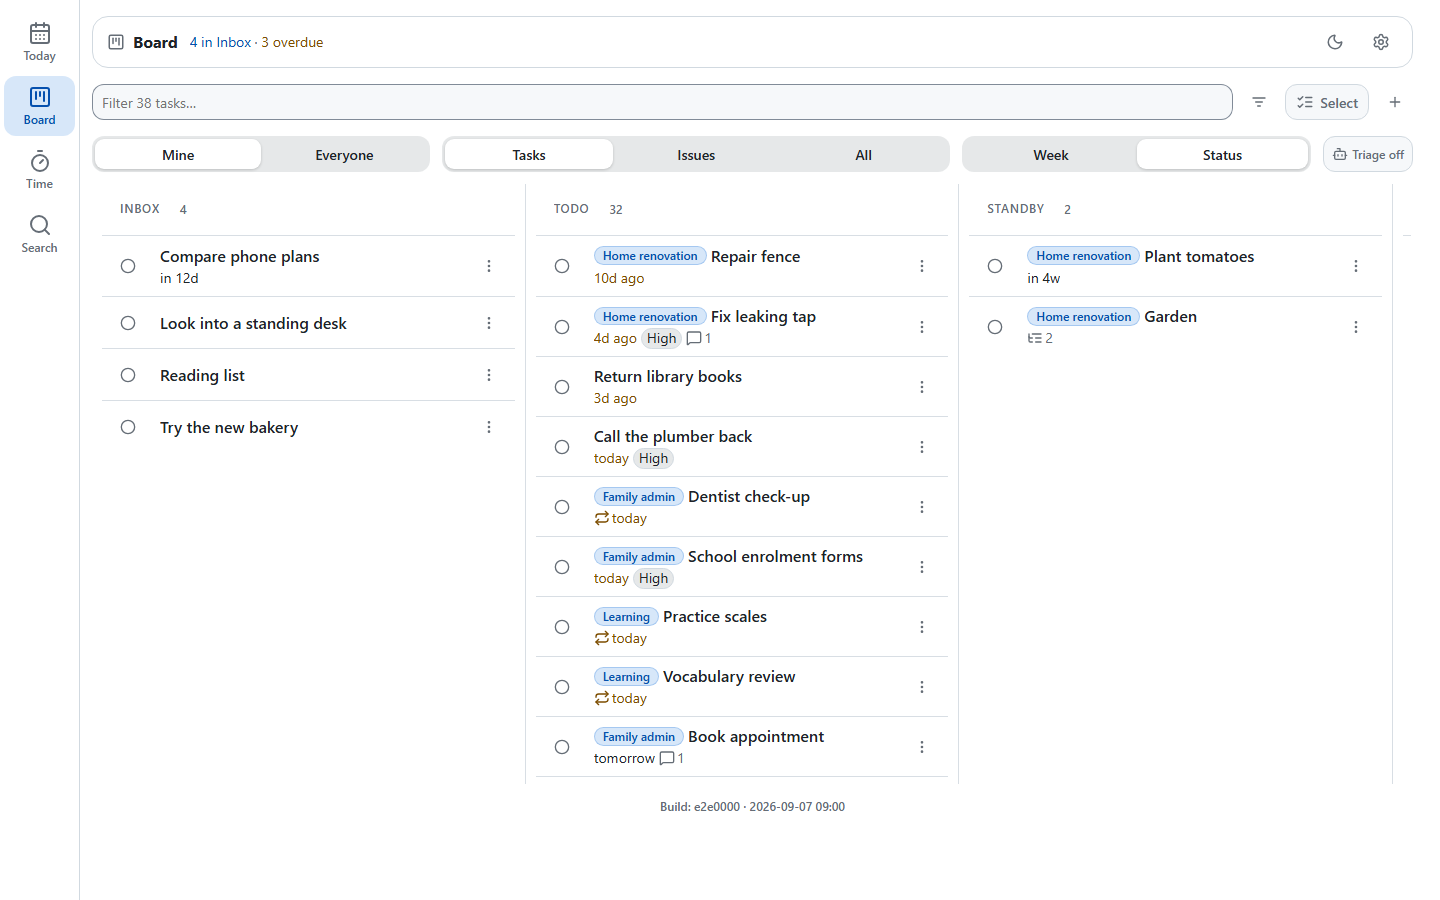 Today
Board
Time
Search
Board 4 in Inbox · 3 overdue
Filter 38 tasks...
Select
Mine Everyone
Tasks Issues All
Week Status
Triage off
INBOX 4
Compare phone plans
in 12d
Look into a standing desk
Reading list
Try the new bakery
TODO 32
Home renovation Repair fence
10d ago
Home renovation Fix leaking tap
4d ago High 1
Return library books
3d ago
Call the plumber back
today High
Family admin Dentist check-up
today
Family admin School enrolment forms
today High
Learning Practice scales
today
Learning Vocabulary review
today
Family admin Book appointment
tomorrow 1
STANDBY 2
Home renovation Plant tomatoes
in 4w
Home renovation Garden
2
Build: e2e0000 · 2026-09-07 09:00